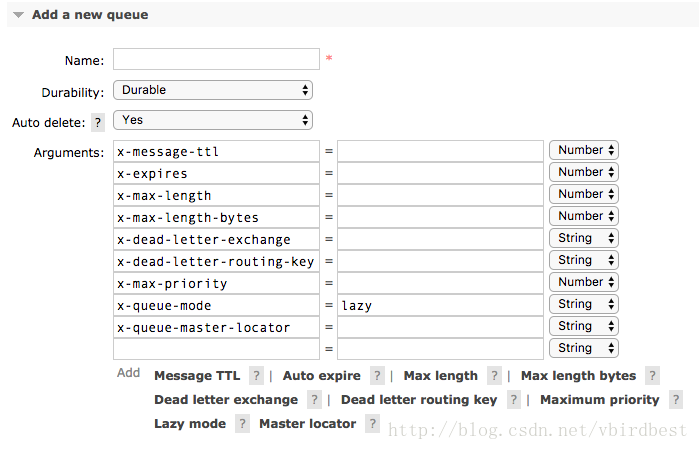 Add a new queue
Name: *
Durability: Durable
Auto delete: ? Yes
Arguments: x-message-ttl = Number
x-expires = Number
x-max-length = Number
x-max-length-bytes = Number
x-dead-letter-exchange = String
x-dead-letter-routing-key = String
x-max-priority = Number
x-queue-mode = lazy String
x-queue-master-locator = String
= String
Add Message TTL ? | Auto expire ? | Max length ? | Max length bytes ?
Dead letter exchange ? | Dead letter routing key ? | Maximum priority ?
Lazy mode ? Master locator ?
http://blog.csdn.net/vbirdbest